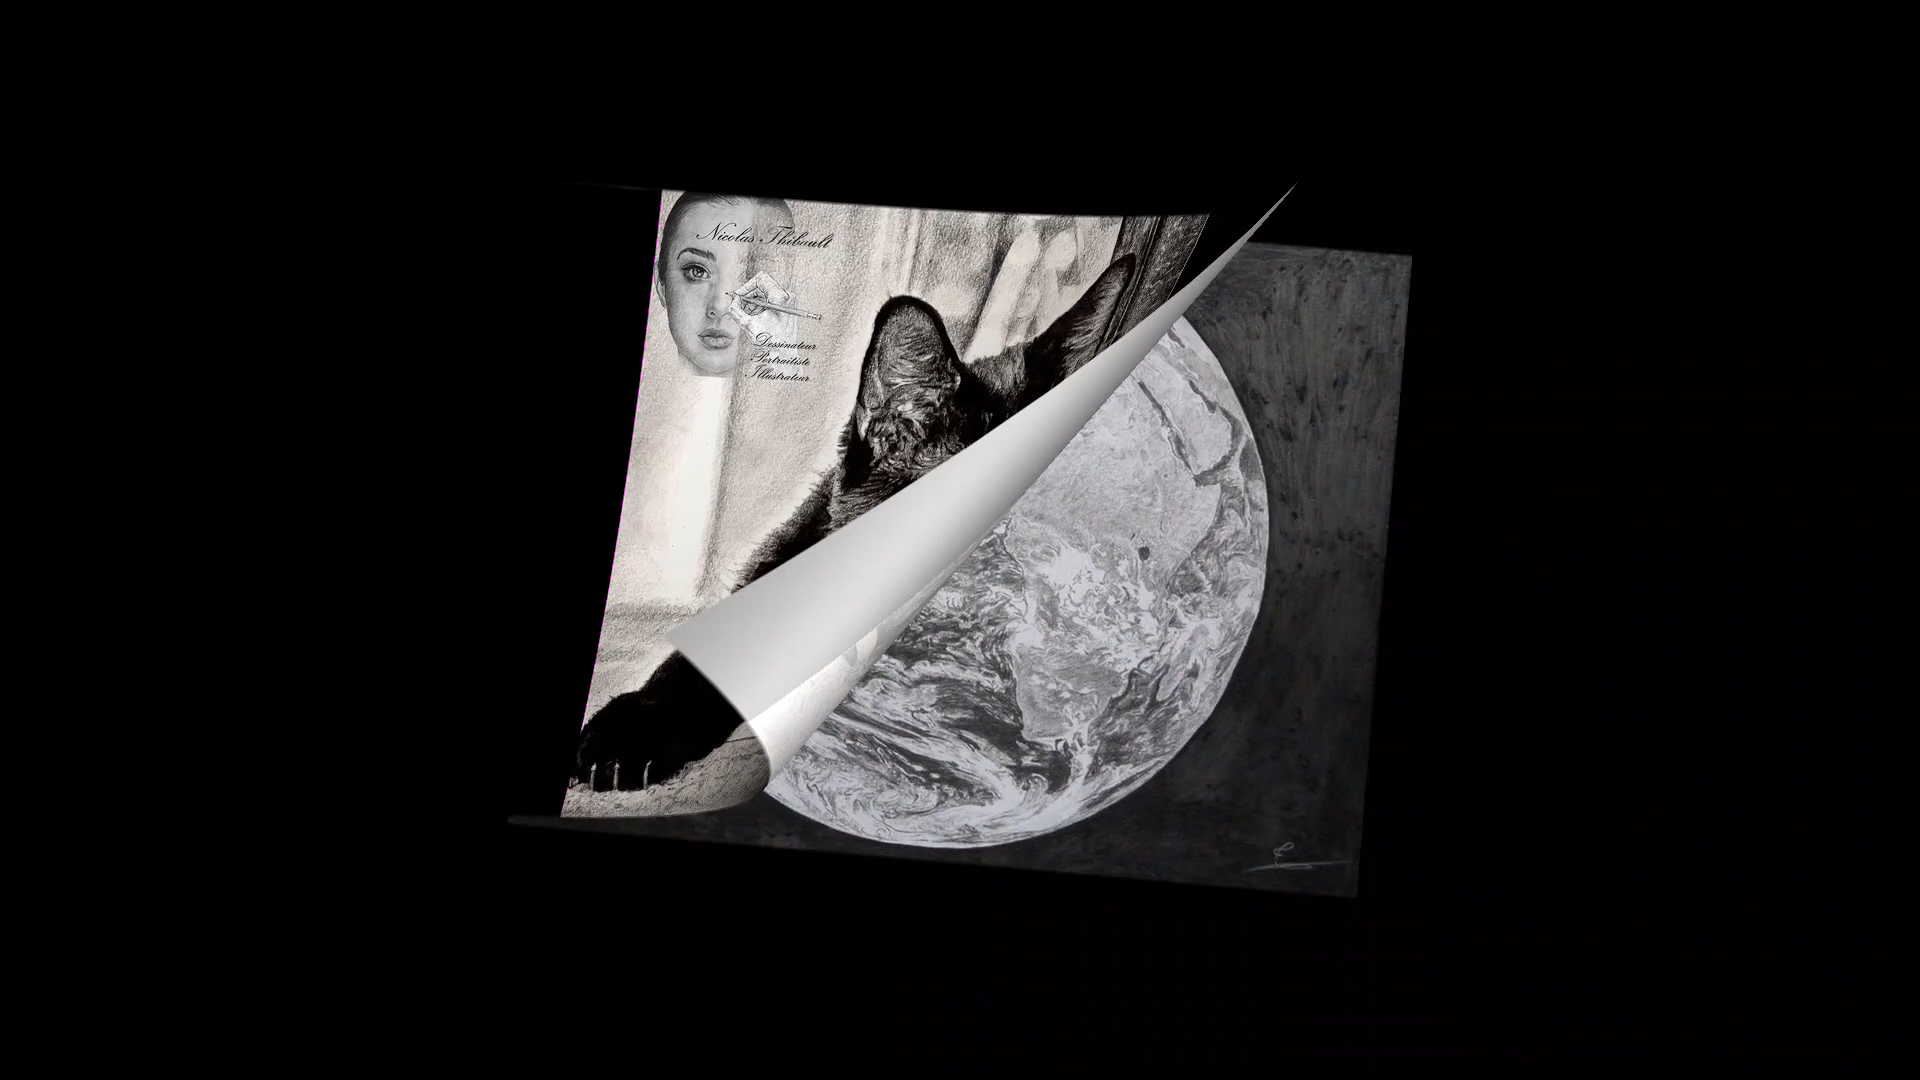 Nicolas Thibault
Dessinateur
Portraitiste
Illustrateur